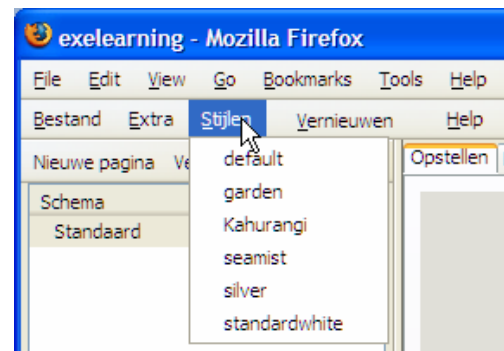 exelearning - Mozilla Firefox
File Edit View Go Bookmarks Tools Help
Bestand Extra Stijlen Vernieuwen Help
Nieuwe pagina Opstellen
default
garden
Schema
Kahurangi
Standaard
seamist
silver
standardwhite